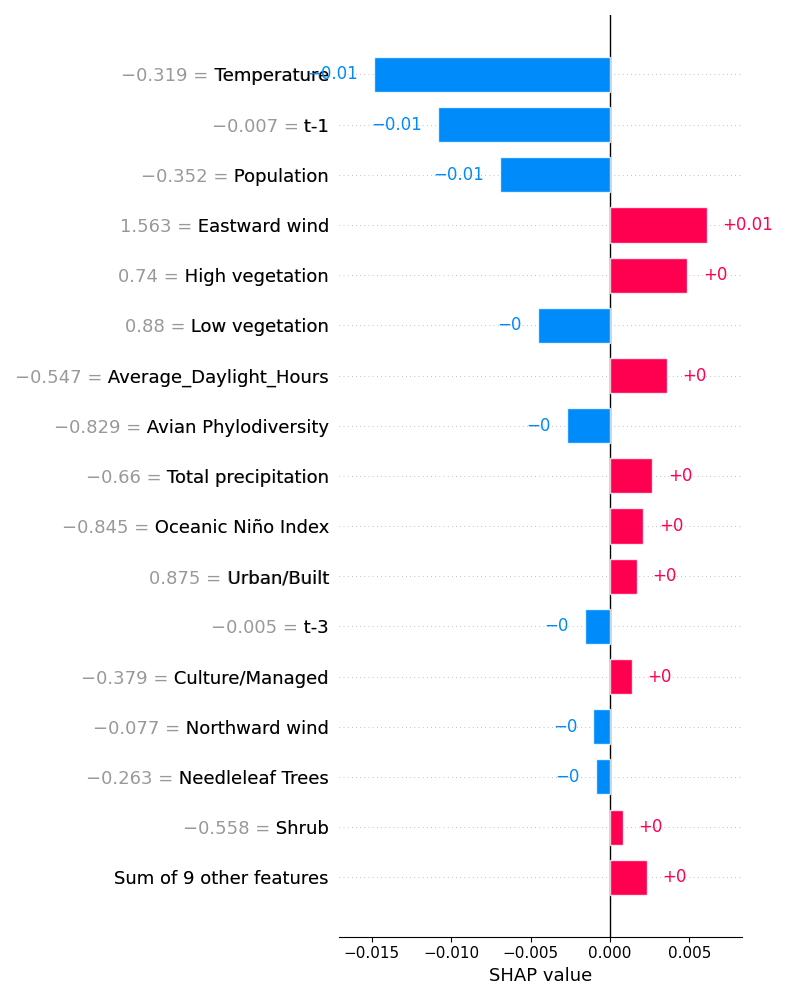 −0.319 = Temperature −0.01
−0.007 = t-1 −0.01
−0.352 = Population −0.01
1.563 = Eastward wind +0.01
0.74 = High vegetation +0
0.88 = Low vegetation −0
−0.547 = Average_Daylight_Hours +0
−0.829 = Avian Phylodiversity −0
−0.66 = Total precipitation +0
−0.845 = Oceanic Niño Index +0
0.875 = Urban/Built +0
−0.005 = t-3 −0
−0.379 = Culture/Managed +0
−0.077 = Northward wind −0
−0.263 = Needleleaf Trees −0
−0.558 = Shrub +0
Sum of 9 other features +0
−0.015 −0.010 −0.005 0.000 0.005
SHAP value